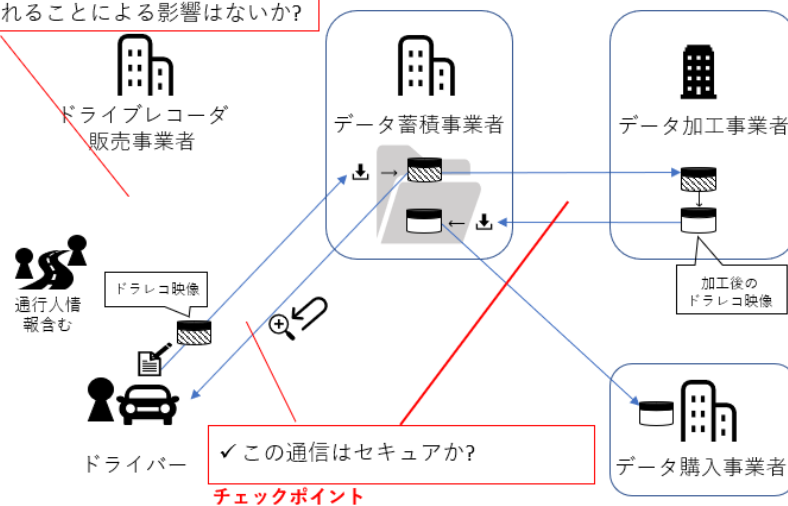 れることによる影響はないか?
ドライブレコーダ
販売事業者
データ蓄積事業者
データ加工事業者
通行人情
報含む
ドラレコ映像
加工後の
ドラレコ映像
ドライバー
✓この通信はセキュアか?
チェックポイント
データ購入事業者